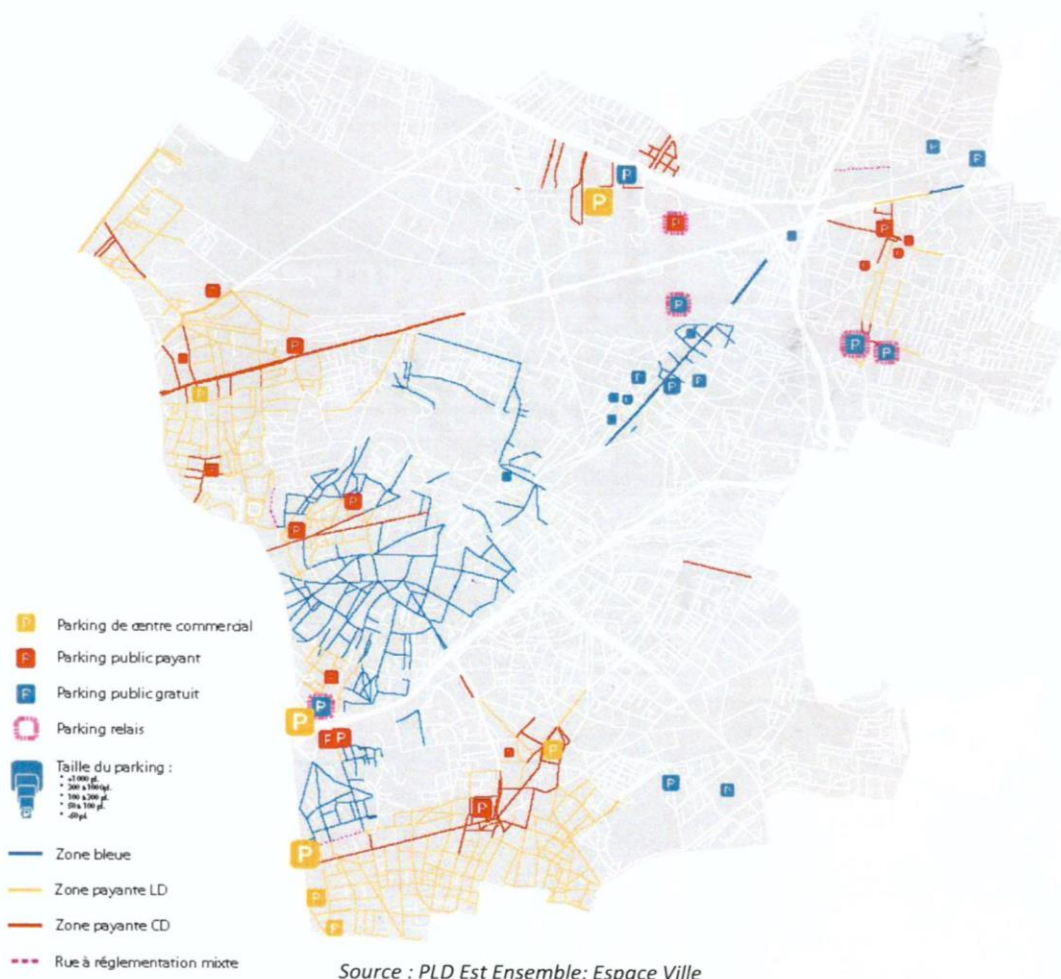 Parking de centre commercial
Parking public payant
Parking public gratuit
Parking relais
Taille du parking :
Zone bleue
Zone payante LD
Zone payante CD
Rue à réglementation mixte
Source : PLD Est Ensemble; Espace Ville